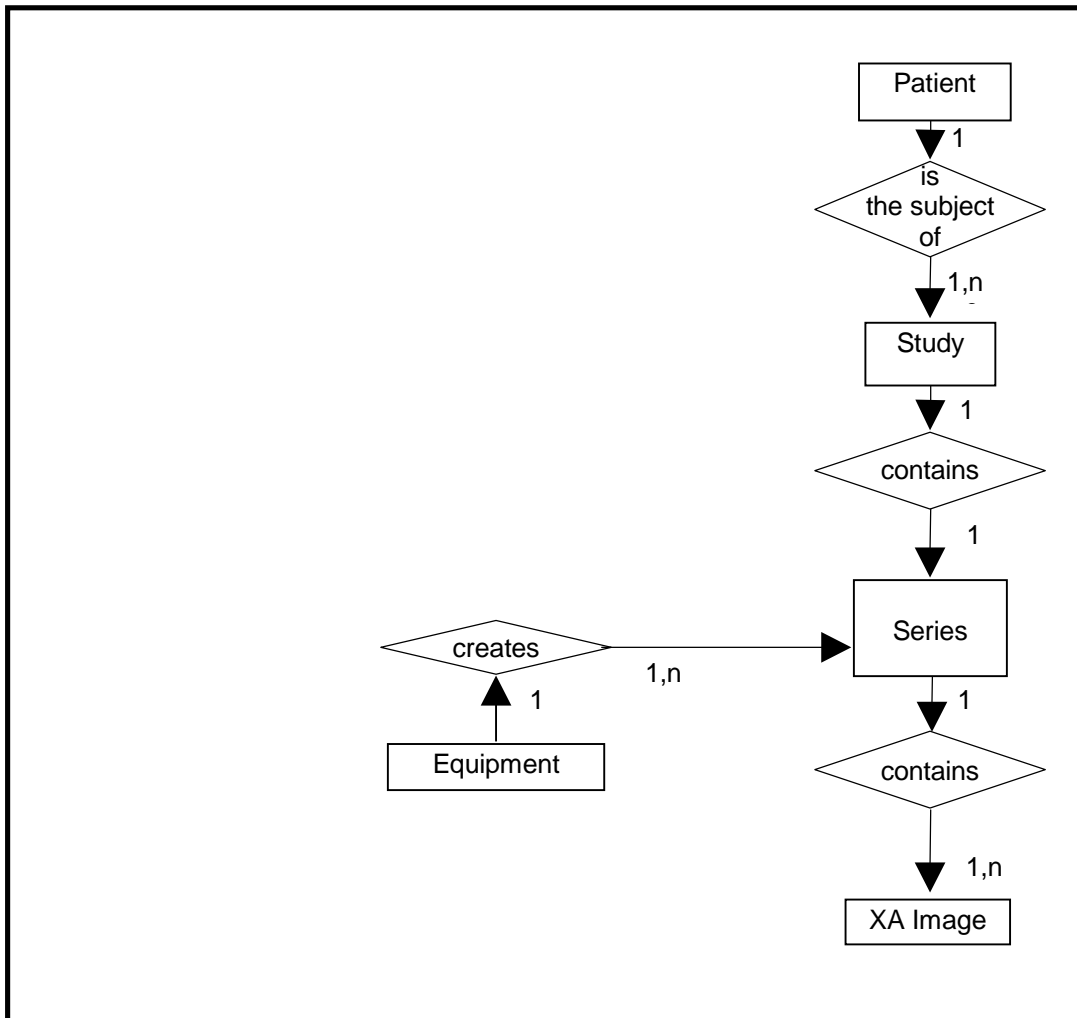 Patient
1
is
the subject
of
1,n
Study
1
contains
1
Series
creates
1,n
1
1
Equipment
contains
1,n
XA Image